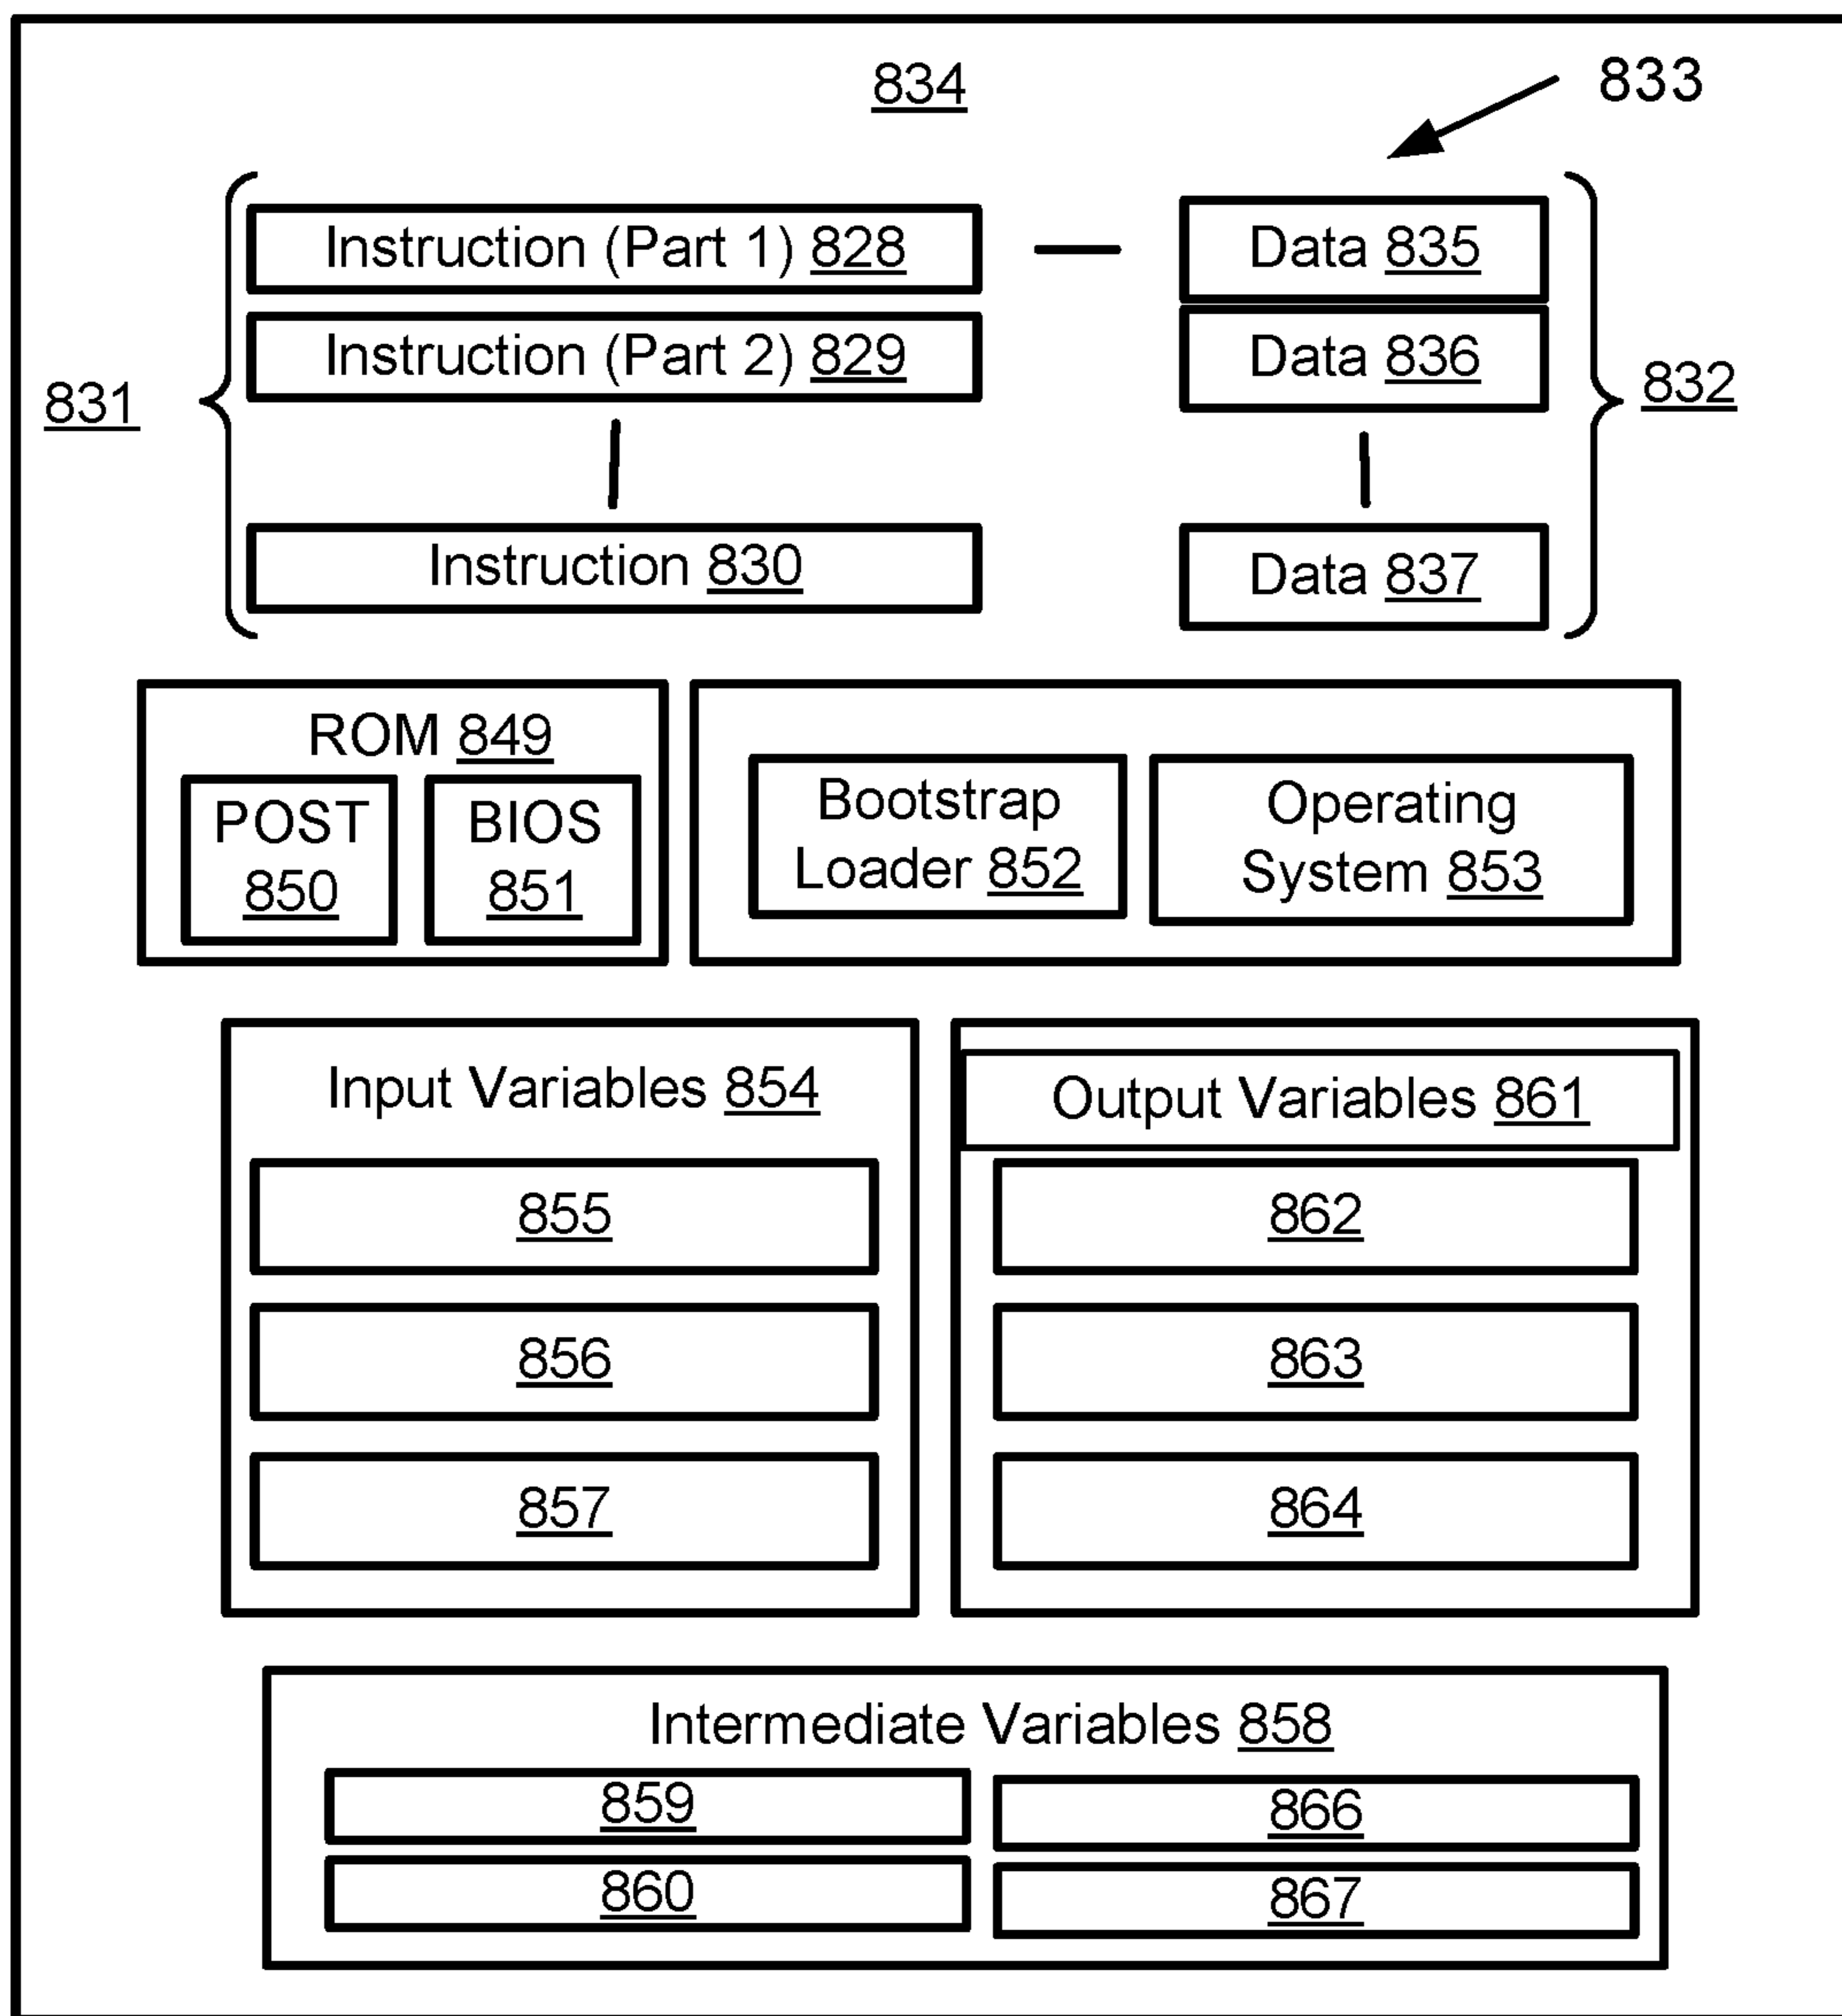 834
833
Instruction (Part 1) 828
Data 835
Instruction (Part 2) 829
Data 836
831
832
Instruction 830
Data 837
ROM 849
POST
850
BIOS
851
Bootstrap
Loader 852
Operating
System 853
Input Variables 854
855
856
857
Output Variables 861
862
863
864
Intermediate Variables 858
859
866
860
867